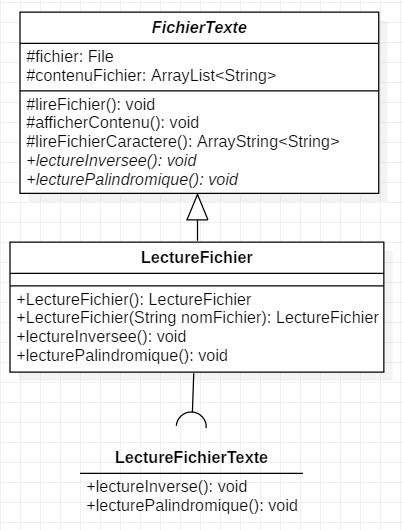 FichierTexte
#fichier: File
#contenuFichier: ArrayList<String>
#lireFichier(): void
#afficherContenu(): void
#lireFichierCaractere(): ArrayString<String>
+lectureInversee(): void
+lecturePalindromique(): void
LectureFichier
+LectureFichier(): LectureFichier
+LectureFichier(String nomFichier): LectureFichier
+lectureInversee(): void
+lecturePalindromique(): void
LectureFichierTexte
+lectureInverse(): void
+lecturePalindromique(): void